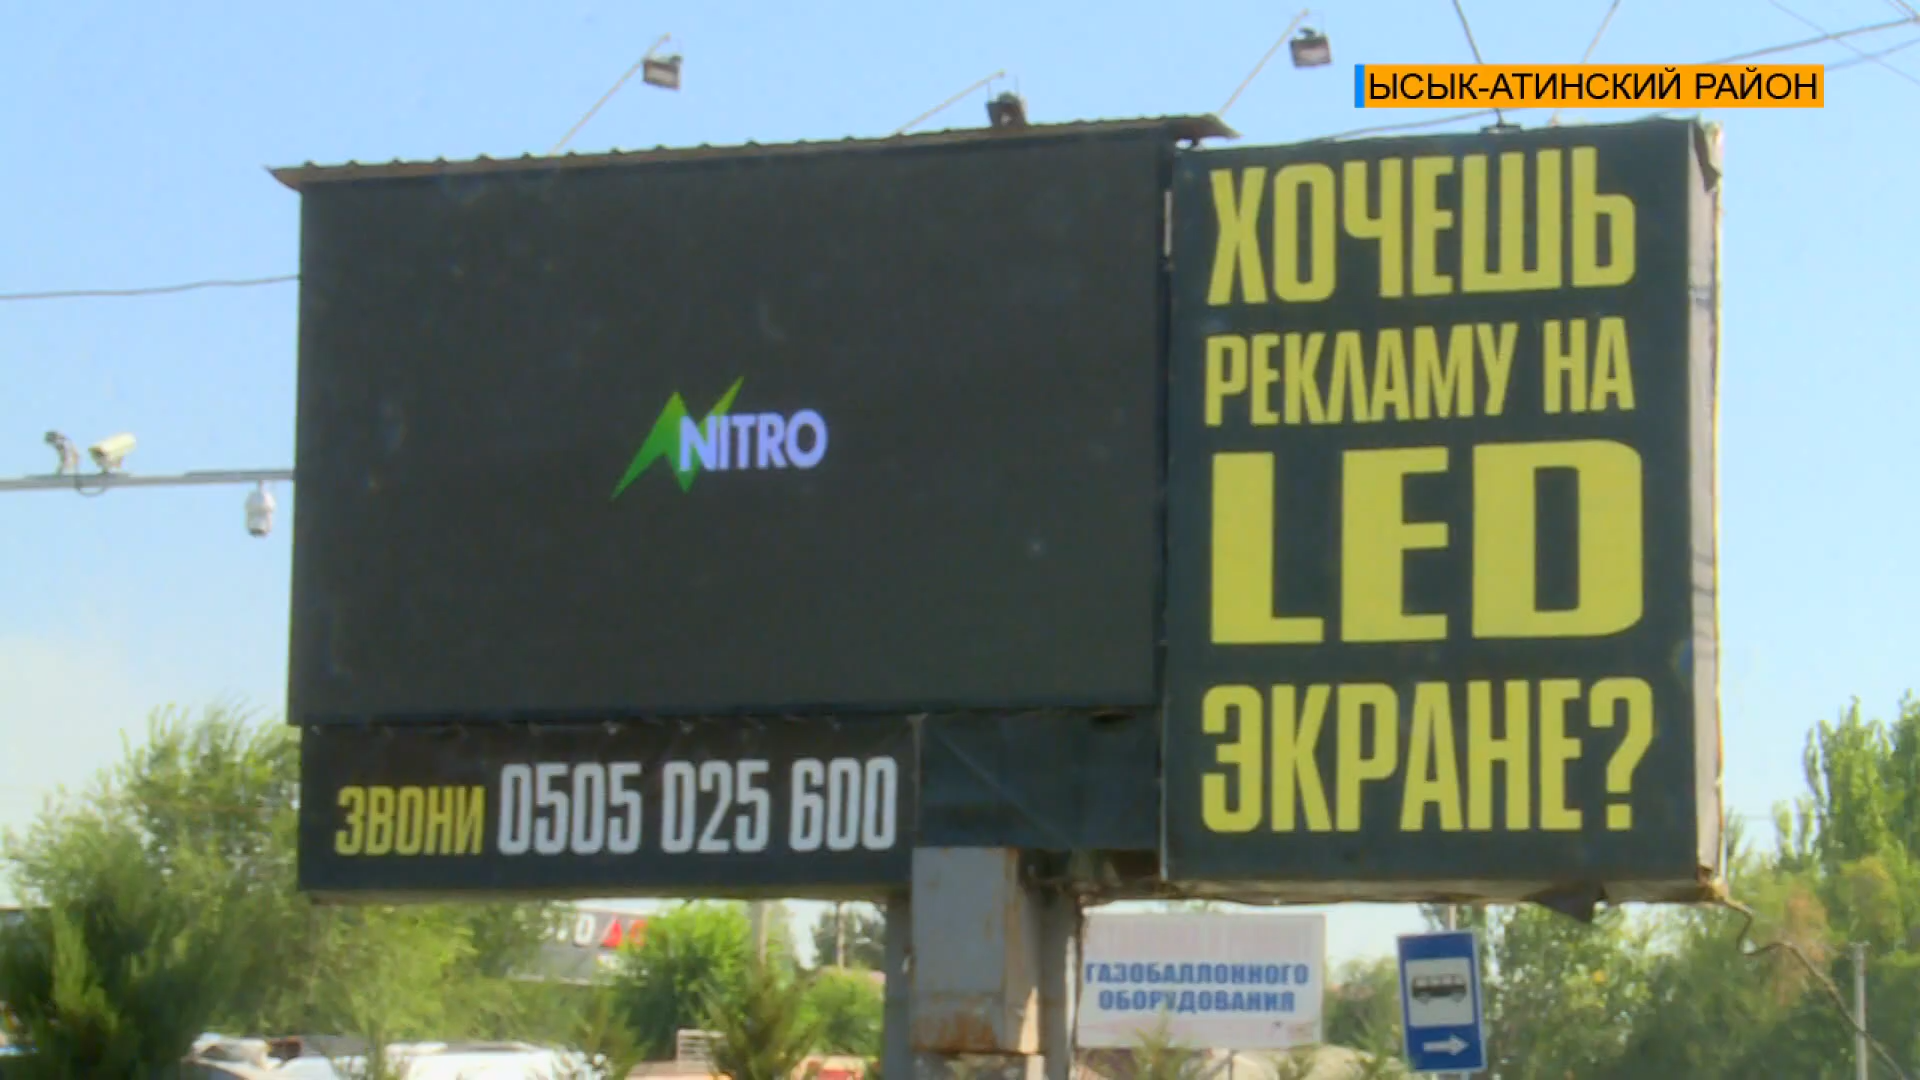 ЫСЫК-АТИНСКИЙ РАЙОН
ХОЧЕШЬ
РЕКЛАМУ НА
LED
ЭКРАНЕ?
NITRO
ЗВОНИ 0505 025 600
ГАЗОБАЛЛОННОГО
ОБОРУДОВАНИЯ